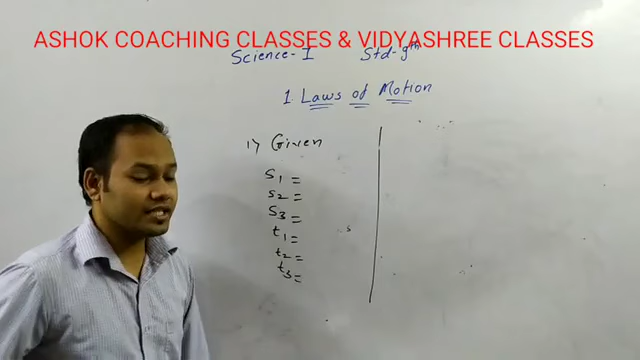 ASHOK COACHING CLASSES & VIDYASHREE CLASSES
Science-I Std-9th
1 Laws of Motion
1) Given
S1 =
S2 =
S3 =
t1 =
t2 =
t3 =